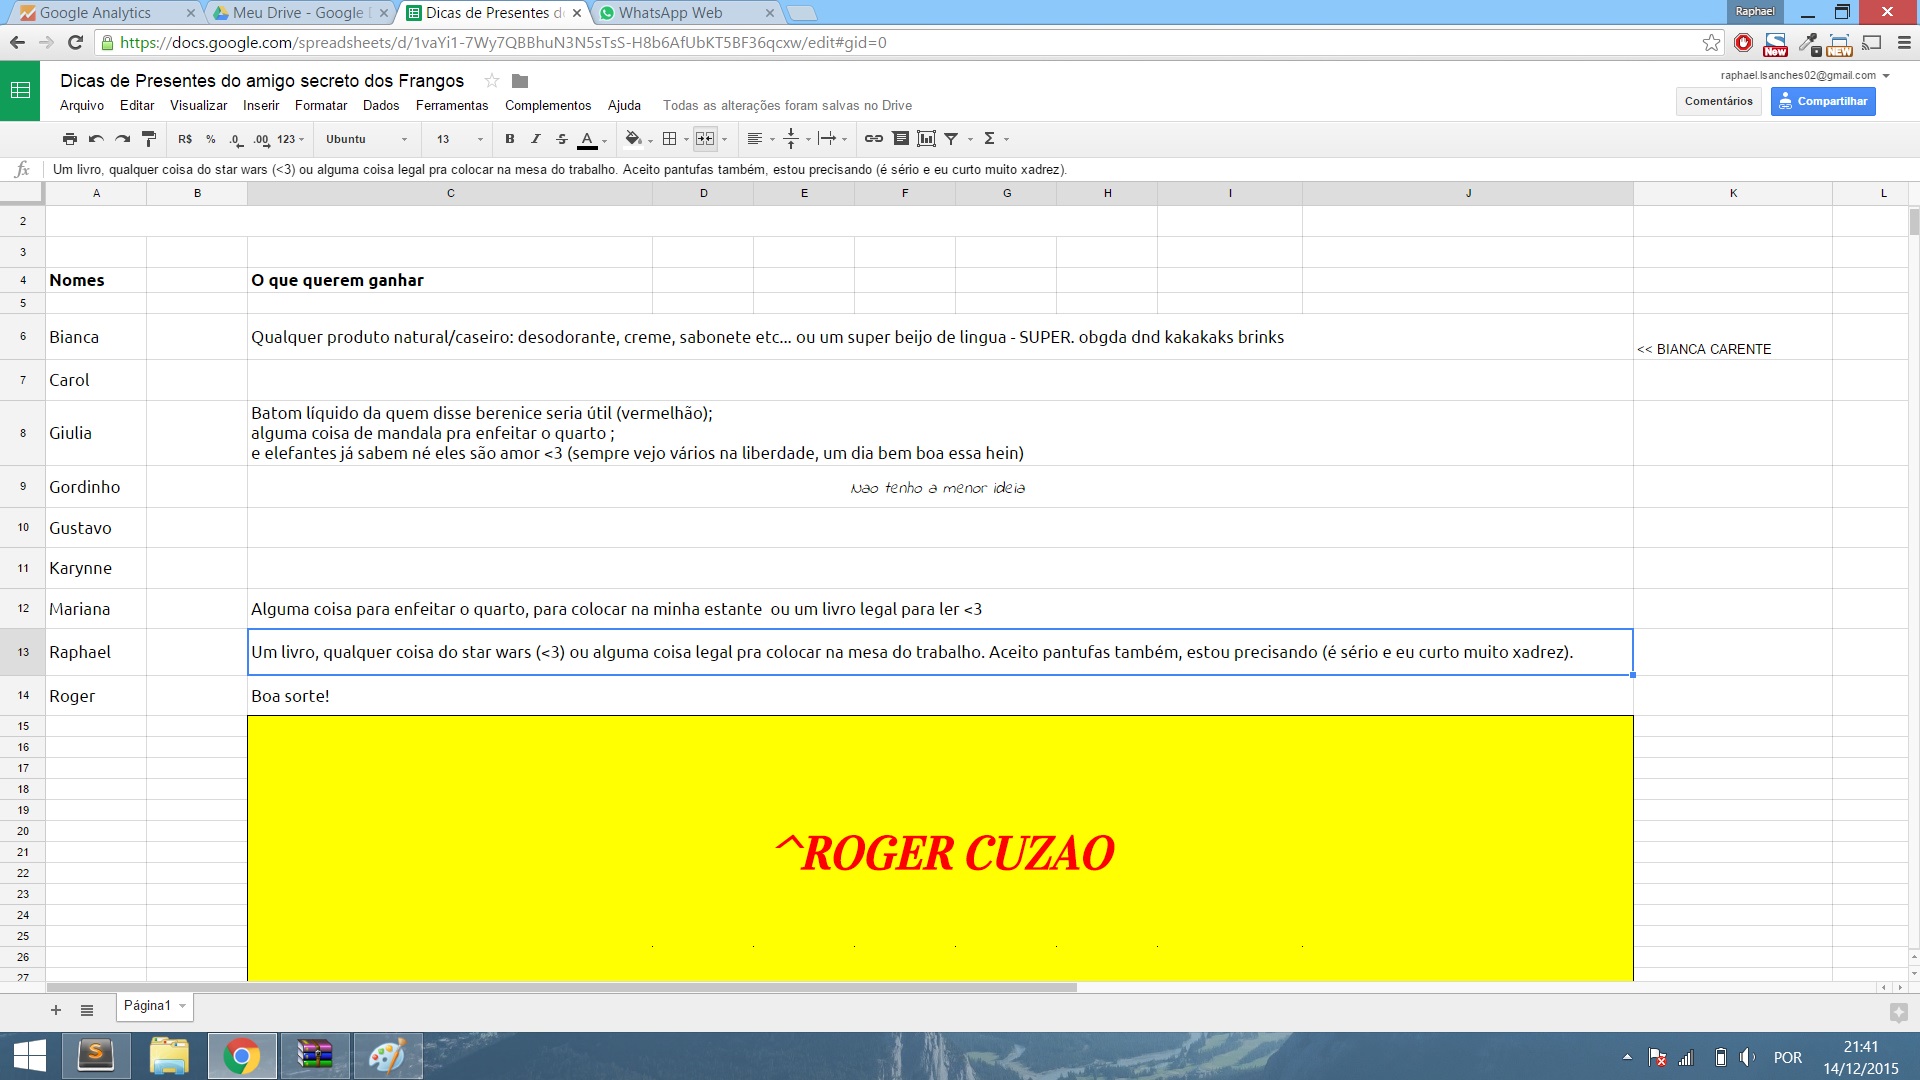 Google Analytics
Meu Drive - Google D
Dicas de Presentes do
WhatsApp Web
Raphael
https://docs.google.com/spreadsheets/d/1vaYi1-7Wy7QBBhuN3N5sTsS-H8b6AfUbKT5BF36qcxw/edit#gid=0
New
NEW
Dicas de Presentes do amigo secreto dos Frangos
raphael.lsanches02@gmail.com
Arquivo Editar Visualizar Inserir Formatar Dados Ferramentas Complementos Ajuda Todas as alterações foram salvas no Drive
Comentários
Compartilhar
R$ % .0 .00 123 Ubuntu 13 B I S A Σ
fx Um livro, qualquer coisa do star wars (<3) ou alguma coisa legal pra colocar na mesa do trabalho. Aceito pantufas também, estou precisando (é sério e eu curto muito xadrez).
A B C D E F G H I J K L
2
3
4 Nomes O que querem ganhar
5
6 Bianca Qualquer produto natural/caseiro: desodorante, creme, sabonete etc... ou um super beijo de lingua - SUPER. obgda dnd kakakaks brinks << BIANCA CARENTE
7 Carol
Batom líquido da quem disse berenice seria útil (vermelhão);
8 Giulia alguma coisa de mandala pra enfeitar o quarto ;
e elefantes já sabem né eles são amor <3 (sempre vejo vários na liberdade, um dia bem boa essa hein)
9 Gordinho Nao tenho a menor ideia
10 Gustavo
11 Karynne
12 Mariana Alguma coisa para enfeitar o quarto, para colocar na minha estante ou um livro legal para ler <3
13 Raphael Um livro, qualquer coisa do star wars (<3) ou alguma coisa legal pra colocar na mesa do trabalho. Aceito pantufas também, estou precisando (é sério e eu curto muito xadrez).
14 Roger Boa sorte!
15
16
17
18
19
20
21 ^ROGER CUZAO
22
23
24
25
26
27
Página1
POR
21:41
14/12/2015